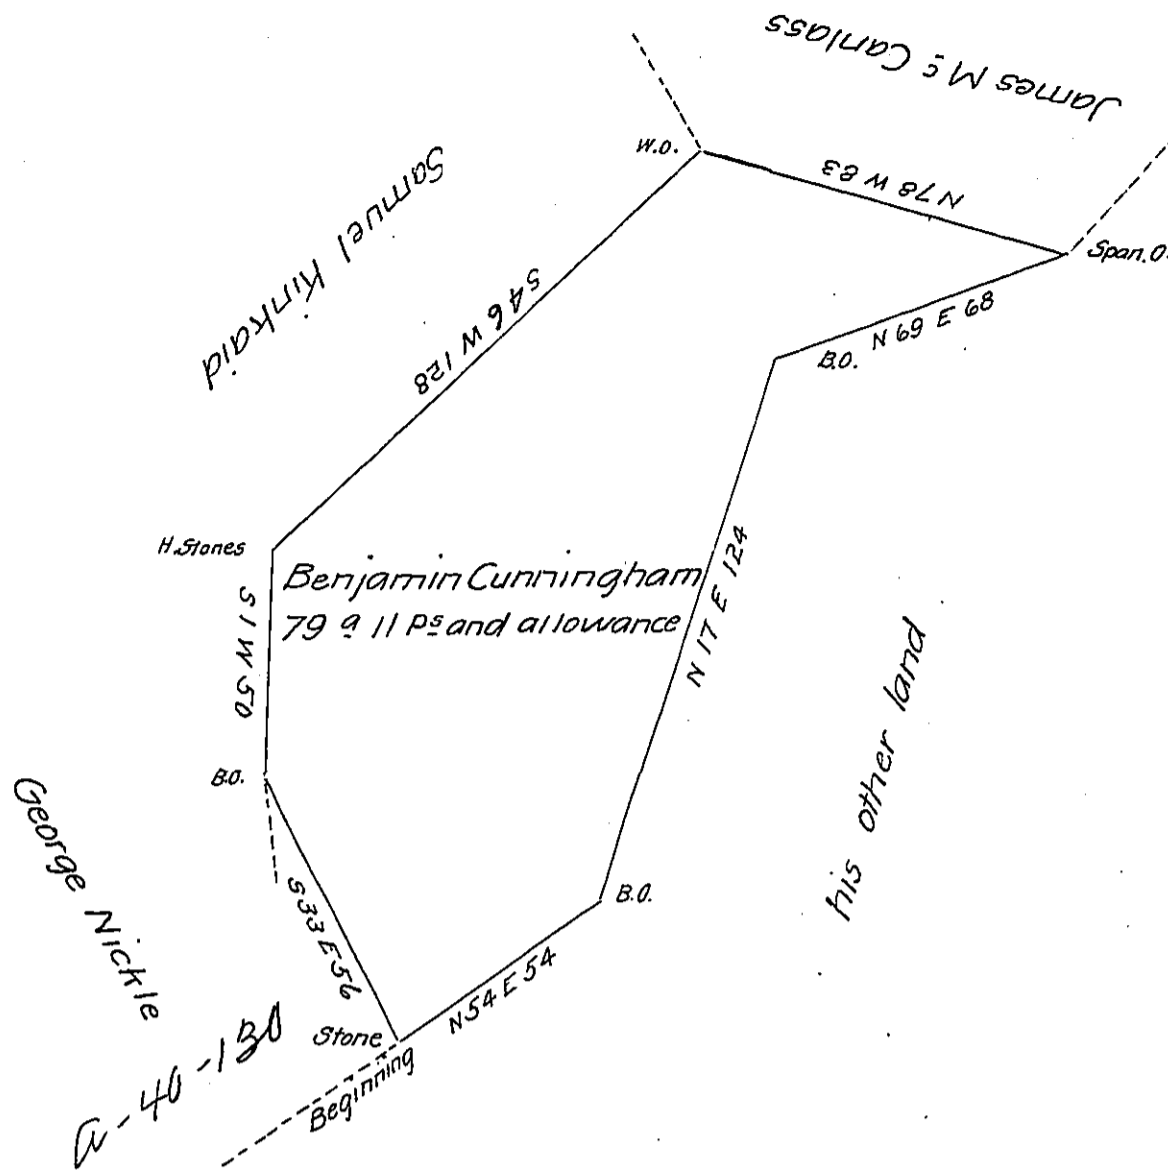 James Mc Canlass
W.O.
N 78 W 83
Span.O.
Samuel Kinkaid
S 46 W 128
B.O.
N 69 E 68
H.Stones
Benjamin Cunningham
79 a 11 Ps and allowance
S 1 W 50
N 17 E 124
his other land
B.O.
George Nickle
S 33 E 56
B.O.
N 54 E 54
Stone
Beginning
a-40-130